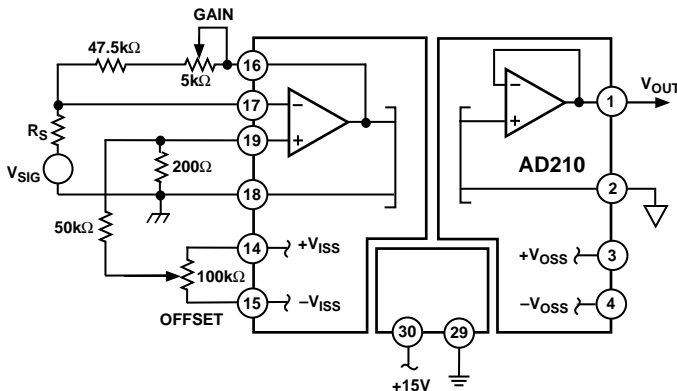 GAIN
47.5kΩ
5kΩ
16
17
19
18
14
15
RS
VSIG
200Ω
50kΩ
100kΩ
OFFSET
+VISS
–VISS
–
+
–
+
AD210
1
VOUT
2
3
+VOSS
4
–VOSS
30
29
+15V